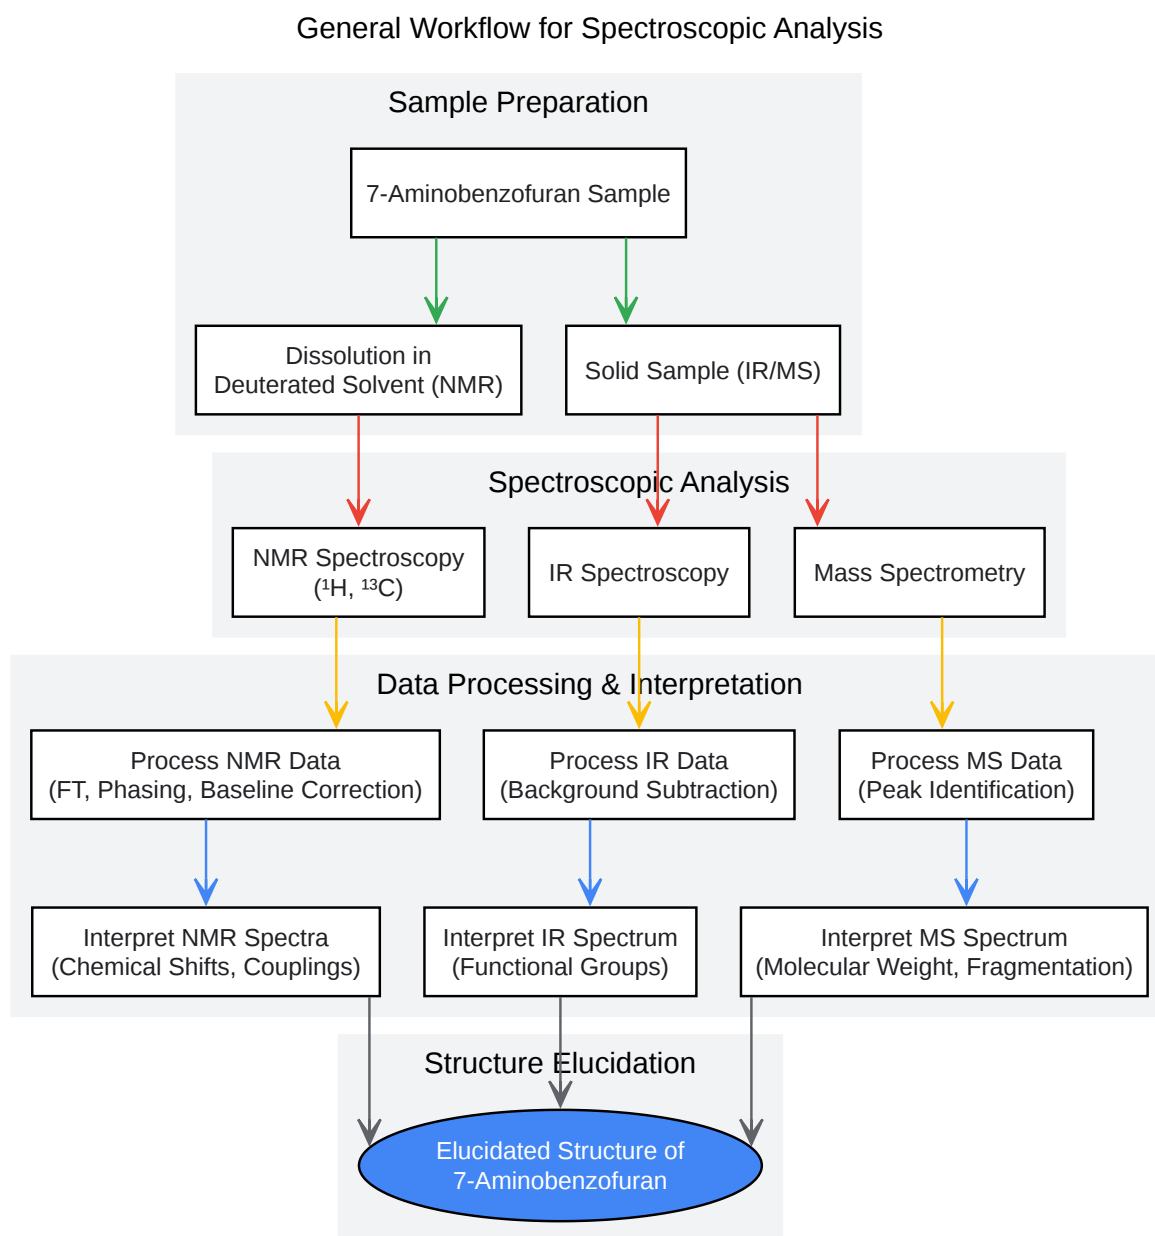 General Workflow for Spectroscopic Analysis
Sample Preparation
7-Aminobenzofuran Sample
Dissolution in
Deuterated Solvent (NMR)
Solid Sample (IR/MS)
Spectroscopic Analysis
NMR Spectroscopy
(¹H, ¹³C)
IR Spectroscopy
Mass Spectrometry
Data Processing & Interpretation
Process NMR Data
(FT, Phasing, Baseline Correction)
Process IR Data
(Background Subtraction)
Process MS Data
(Peak Identification)
Interpret NMR Spectra
(Chemical Shifts, Couplings)
Interpret IR Spectrum
(Functional Groups)
Interpret MS Spectrum
(Molecular Weight, Fragmentation)
Structure Elucidation
Elucidated Structure of
7-Aminobenzofuran